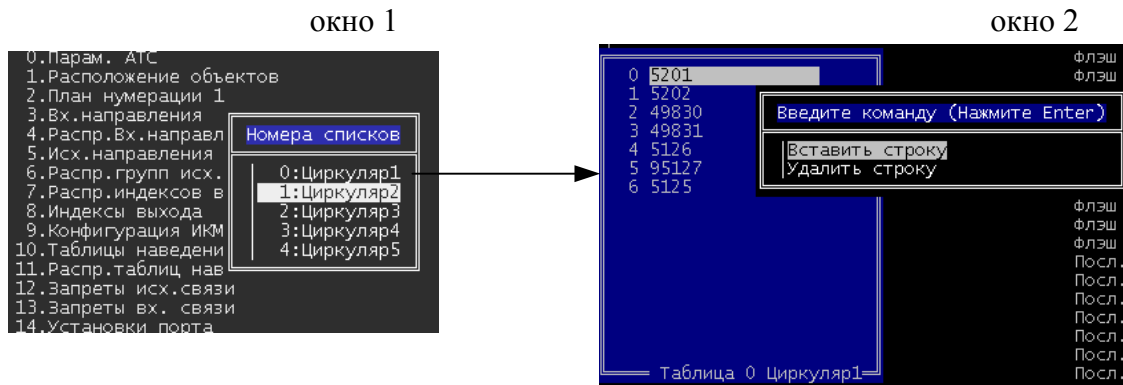 окно 1
0.Парам. АТС
1.Расположение объектов
2.План нумерации 1
3.Вх.направления
4.Распр.Вх.направл
5.Исх.направления
6.Распр.групп исх.
7.Распр.индексов в
8.Индексы выхода
9.Конфигурация ИКМ
10.Таблицы наведени
11.Распр.таблиц нав
12.Запреты исх.связи
13.Запреты вх. связи
14.Установки порта
Номера списков
0:Циркуляр1
1:Циркуляр2
2:Циркуляр3
3:Циркуляр4
4:Циркуляр5
окно 2
0 5201
1 5202
2 49830
3 49831
4 5126
5 95127
6 5125
Таблица 0 Циркуляр1
Введите команду (Нажмите Enter)
Вставить строку
Удалить строку
Флэш
Флэш
Флэш
Флэш
Флэш
Посл.
Посл.
Посл.
Посл.
Посл.
Посл.
Посл.